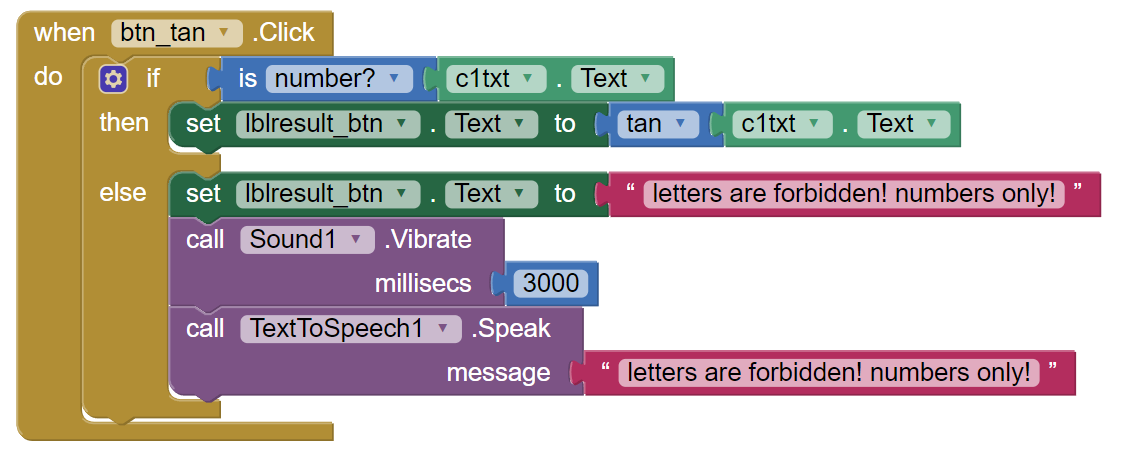 when btn_tan .Click
do if is number? c1txt . Text
then set lblresult_btn . Text to tan c1txt . Text
else set lblresult_btn . Text to “ letters are forbidden! numbers only! ”
call Sound1 .Vibrate
millisecs 3000
call TextToSpeech1 .Speak
message “ letters are forbidden! numbers only! ”